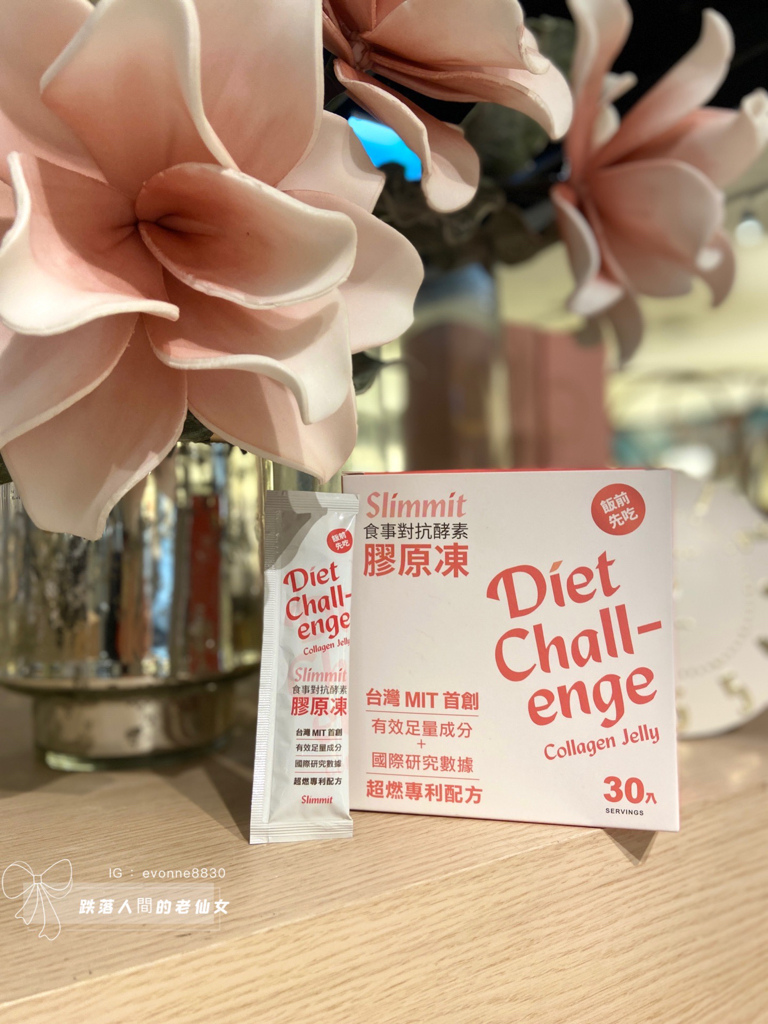 Slimmit
食事對抗酵素
膠原凍
飯前
先吃
Diet
Chall-
enge
Collagen Jelly
台灣 MIT 首創
有效足量成分
+
國際研究數據
超燃專利配方
30入
SERVINGS
飯前
先吃
Diet
Chall-
enge
Collagen Jelly
Slimmit
食事對抗酵素
膠原凍
台灣 MIT 首創
有效足量成分
國際研究數據
超燃專利配方
Slimmit
IG : evonne8830
跌落人間的老仙女